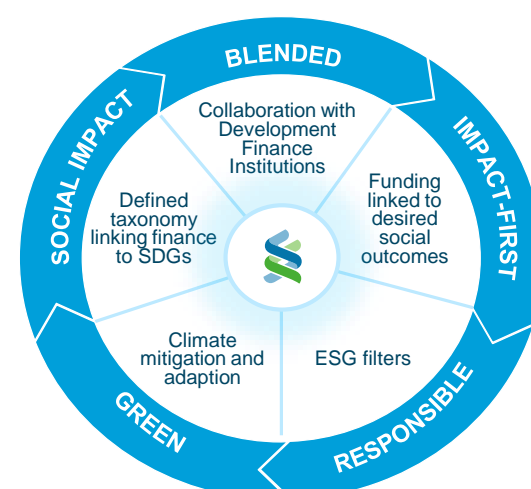 BLENDED
Collaboration with
Development
Finance
Institutions
IMPACT-FIRST
Funding
linked to
desired
social
outcomes
RESPONSIBLE
ESG filters
GREEN
Climate
mitigation and
adaption
SOCIAL IMPACT
Defined
taxonomy
linking finance
to SDGs